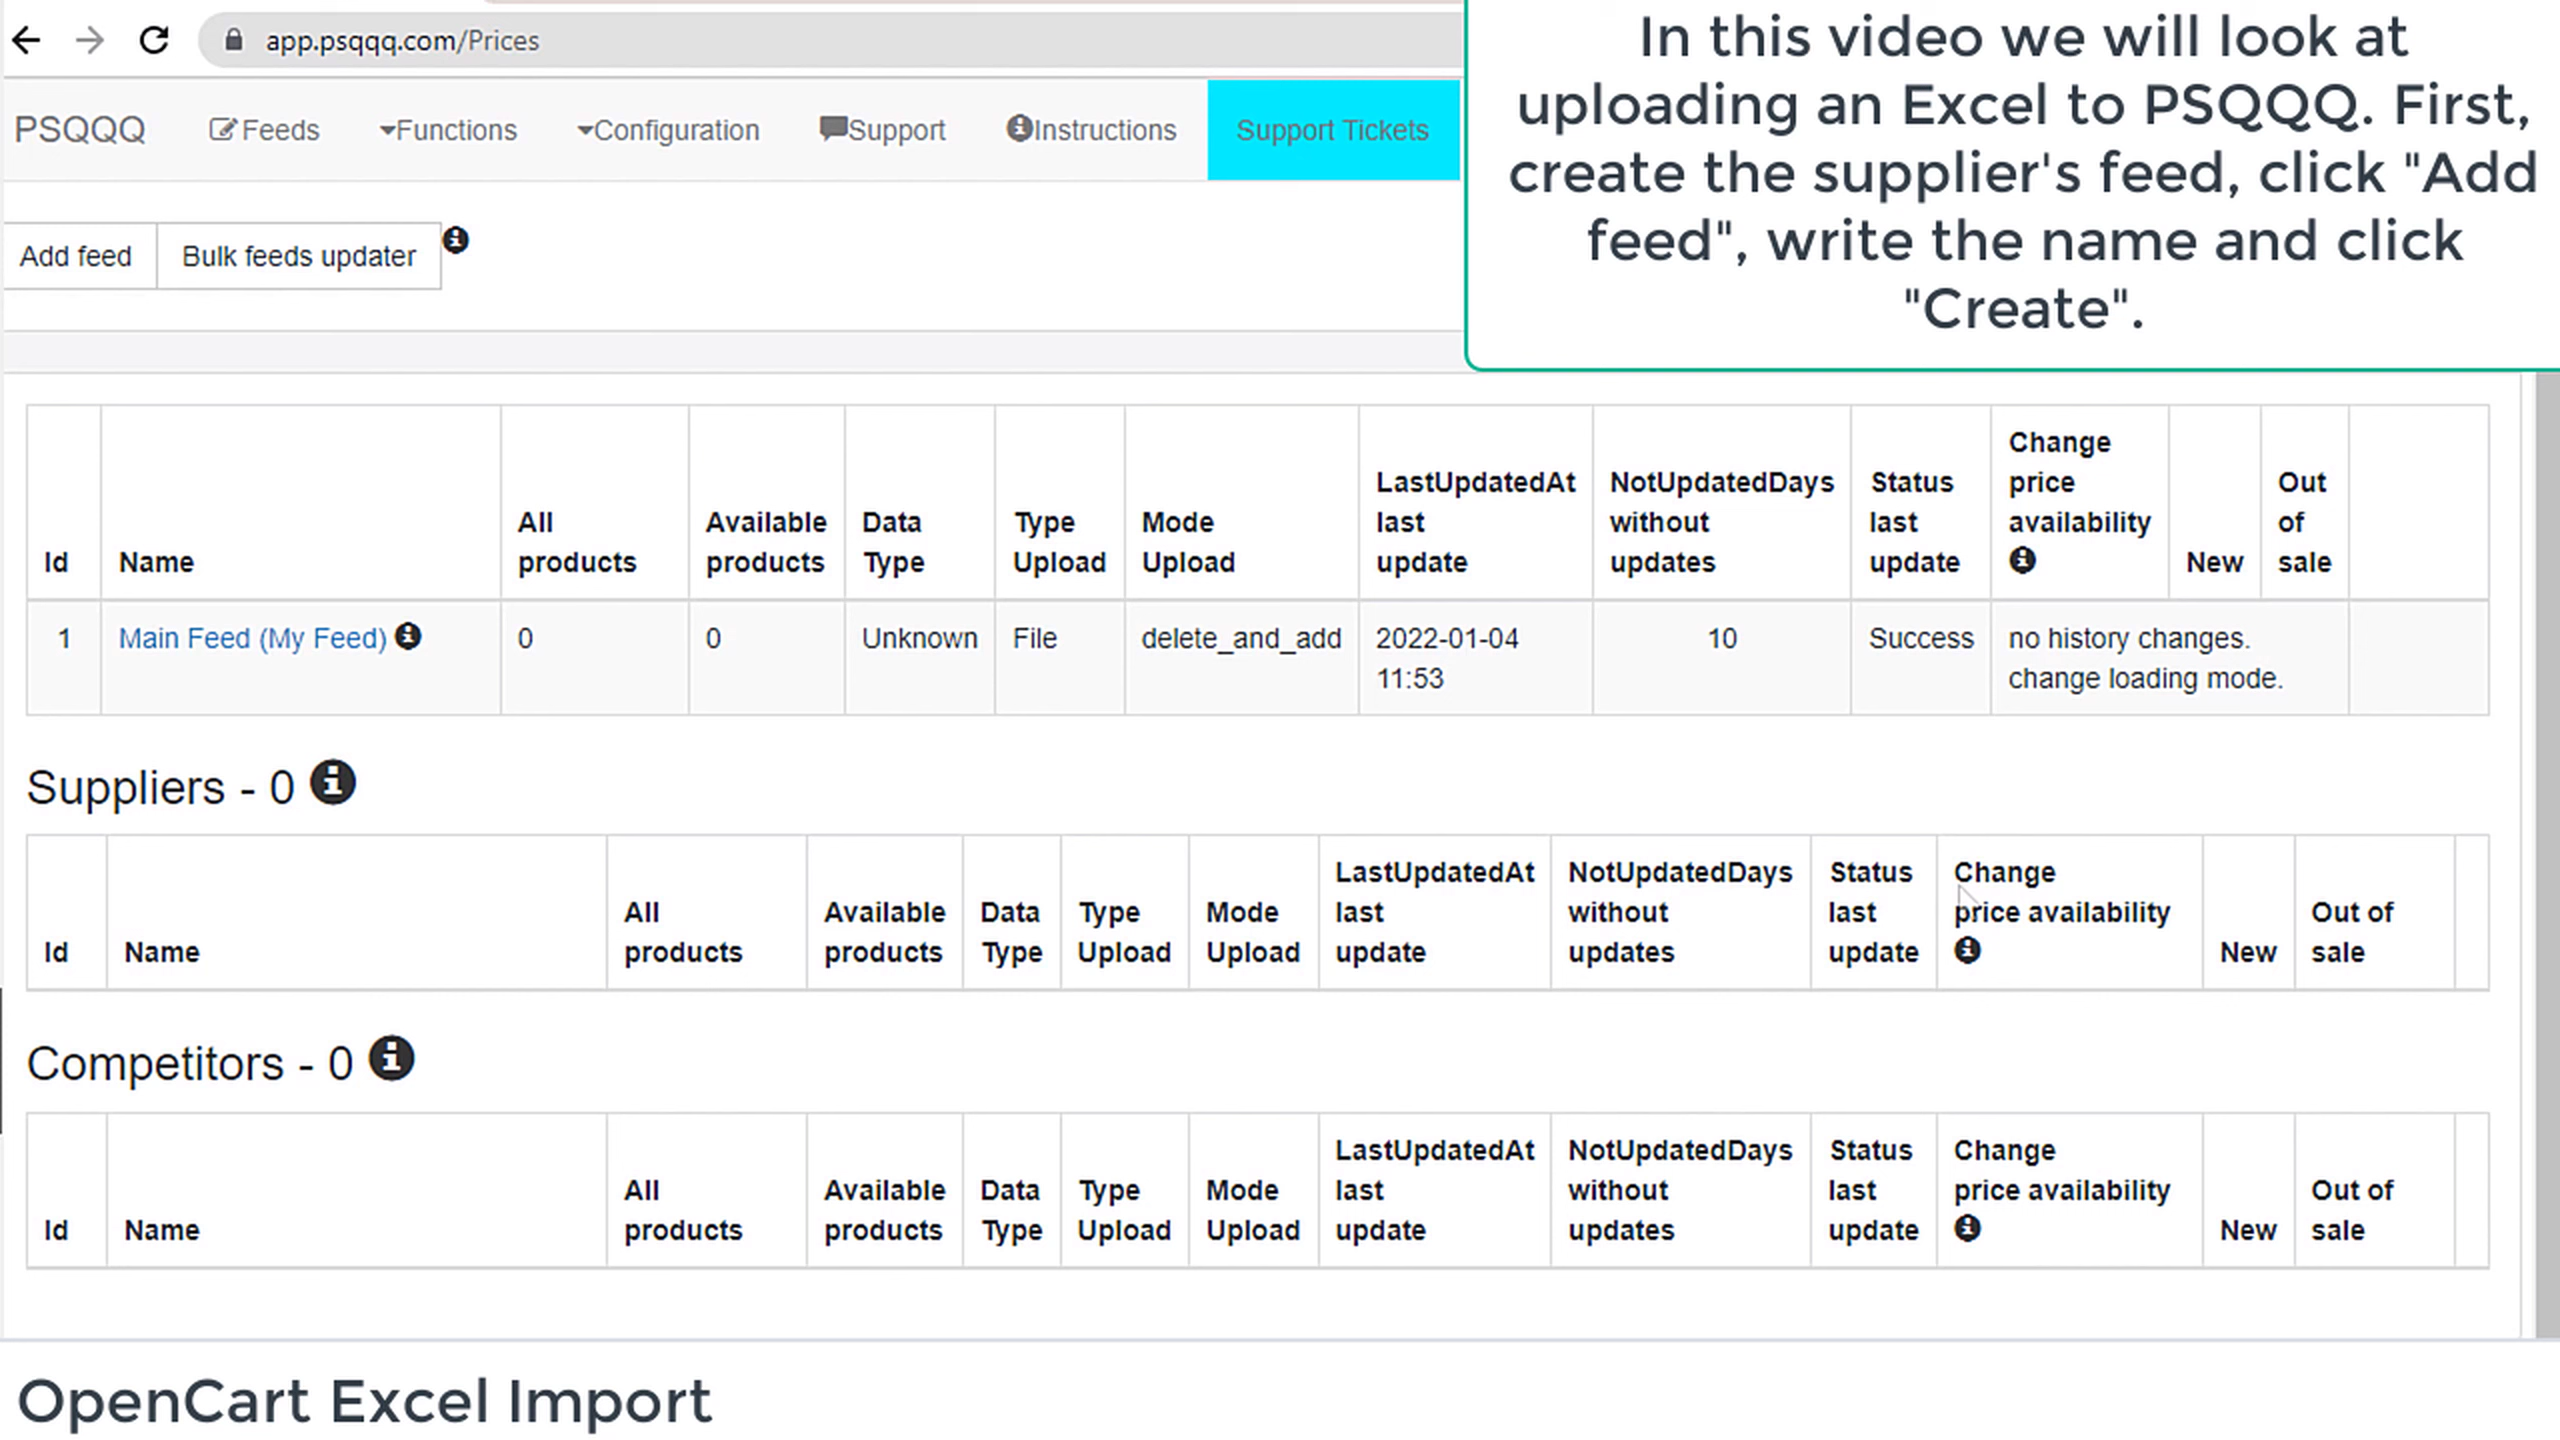 app.psqqq.com/Prices
PSQQQ Feeds Functions Configuration Support Instructions Support Tickets
In this video we will look at
uploading an Excel to PSQQQ. First,
create the supplier's feed, click "Add
feed", write the name and click
"Create".
Add feed Bulk feeds updater
Id Name All products Available products Data Type Type Upload Mode Upload LastUpdatedAt last update NotUpdatedDays without updates Status last update Change price availability New Out of sale
1 Main Feed (My Feed) 0 0 Unknown File delete_and_add 2022-01-04 11:53 10 Success no history changes. change loading mode.
Suppliers - 0
Id Name All products Available products Data Type Type Upload Mode Upload LastUpdatedAt last update NotUpdatedDays without updates Status last update Change price availability New Out of sale
Competitors - 0
Id Name All products Available products Data Type Type Upload Mode Upload LastUpdatedAt last update NotUpdatedDays without updates Status last update Change price availability New Out of sale
OpenCart Excel Import